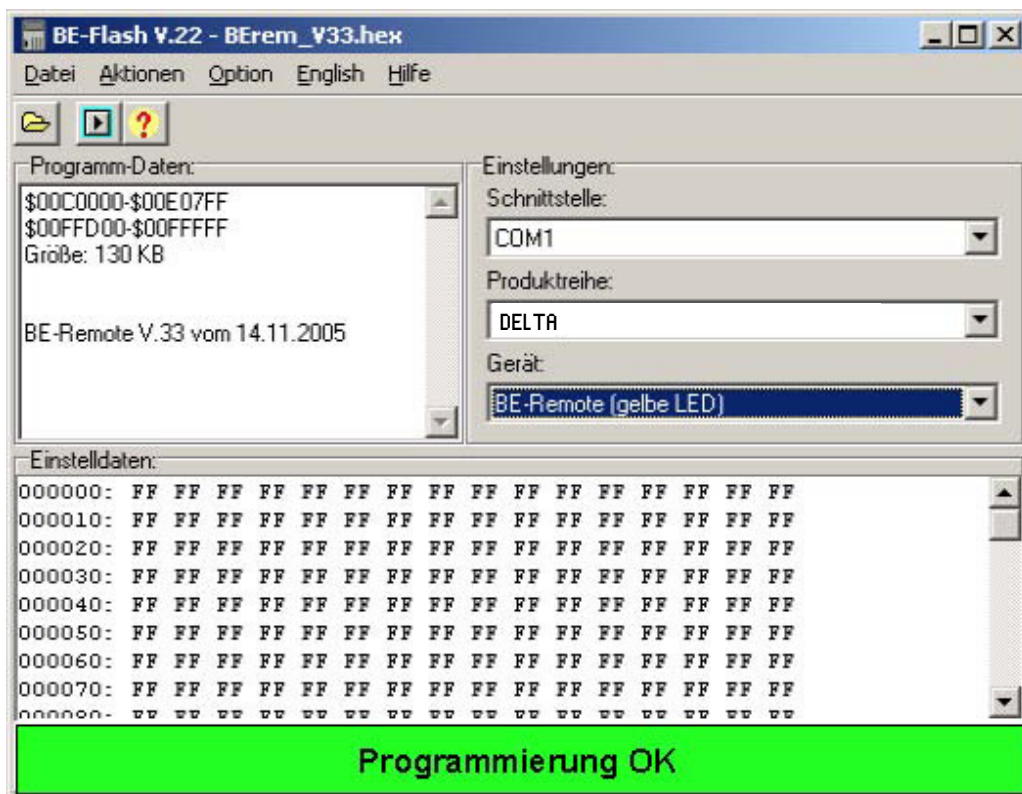 BE-Flash V.22 - BErem_V33.hex
Datei Aktionen Option English Hilfe
Programm-Daten:
$00C0000-$00E07FF
$00FFD00-$00FFFFF
Größe: 130 KB
BE-Remote V.33 vom 14.11.2005
Einstellungen:
Schnittstelle:
COM1
Produktreihe:
DELTA
Gerät:
BE-Remote (gelbe LED)
Einstelldaten:
000000: FF FF FF FF FF FF FF FF FF FF FF FF FF FF FF FF
000010: FF FF FF FF FF FF FF FF FF FF FF FF FF FF FF FF
000020: FF FF FF FF FF FF FF FF FF FF FF FF FF FF FF FF
000030: FF FF FF FF FF FF FF FF FF FF FF FF FF FF FF FF
000040: FF FF FF FF FF FF FF FF FF FF FF FF FF FF FF FF
000050: FF FF FF FF FF FF FF FF FF FF FF FF FF FF FF FF
000060: FF FF FF FF FF FF FF FF FF FF FF FF FF FF FF FF
000070: FF FF FF FF FF FF FF FF FF FF FF FF FF FF FF FF
Programmierung OK